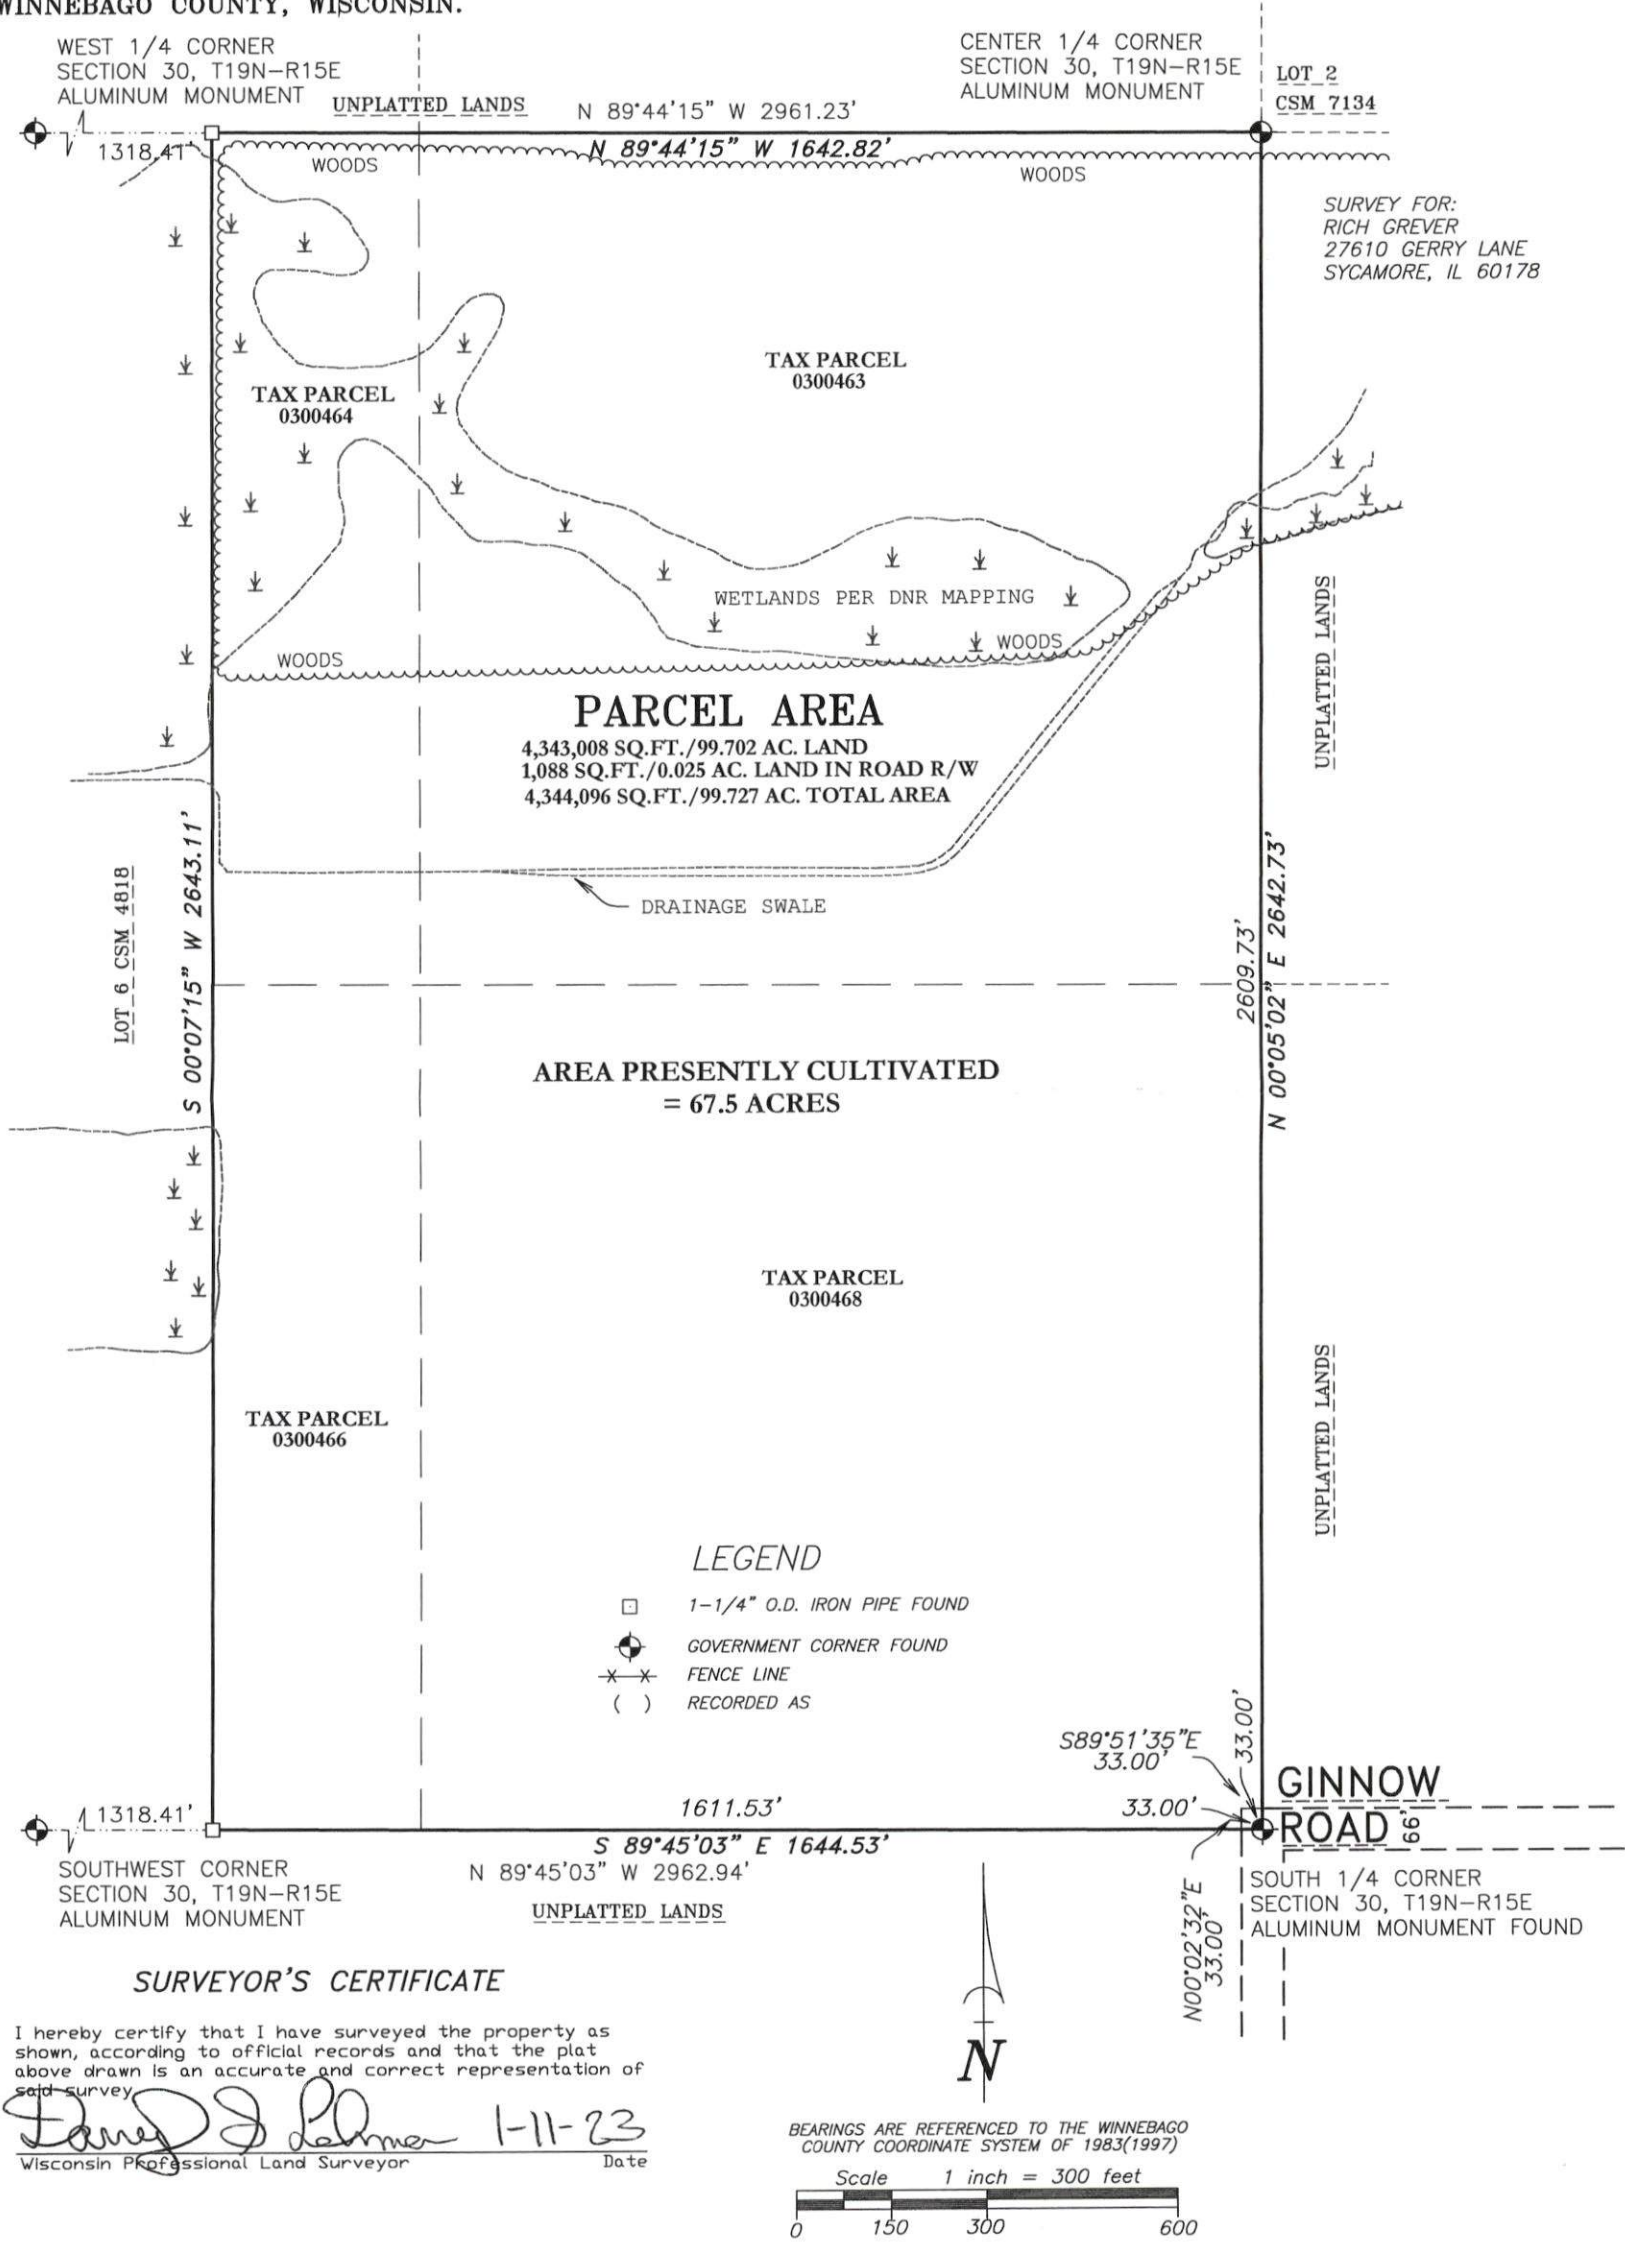 WINNEBAGO COUNTY, WISCONSIN.
WEST 1/4 CORNER
SECTION 30, T19N-R15E
ALUMINUM MONUMENT
UNPLATTED LANDS
N 89°44'15" W 2961.23'
CENTER 1/4 CORNER
SECTION 30, T19N-R15E
ALUMINUM MONUMENT
LOT 2
CSM 7134
1318.41'
N 89°44'15" W 1642.82'
WOODS
WOODS
SURVEY FOR:
RICH GREVER
27610 GERRY LANE
SYCAMORE, IL 60178
TAX PARCEL
0300463
TAX PARCEL
0300464
WETLANDS PER DNR MAPPING
WOODS
WOODS
UNPLATTED LANDS
PARCEL AREA
4,343,008 SQ.FT./99.702 AC. LAND
1,088 SQ.FT./0.025 AC. LAND IN ROAD R/W
4,344,096 SQ.FT./99.727 AC. TOTAL AREA
LOT 6 CSM 4818
S 00°07'15" W 2643.11'
DRAINAGE SWALE
2609.73'
N 00°05'02" E 2642.73'
AREA PRESENTLY CULTIVATED
= 67.5 ACRES
TAX PARCEL
0300468
TAX PARCEL
0300466
UNPLATTED LANDS
LEGEND
1-1/4" O.D. IRON PIPE FOUND
GOVERNMENT CORNER FOUND
X X FENCE LINE
( ) RECORDED AS
S89°51'35"E
33.00'
33.00'
GINNOW
ROAD
66'
1318.41'
1611.53'
33.00'
S 89°45'03" E 1644.53'
N 89°45'03" W 2962.94'
UNPLATTED LANDS
SOUTHWEST CORNER
SECTION 30, T19N-R15E
ALUMINUM MONUMENT
N00°02'32"E
33.00'
SOUTH 1/4 CORNER
SECTION 30, T19N-R15E
ALUMINUM MONUMENT FOUND
SURVEYOR'S CERTIFICATE
I hereby certify that I have surveyed the property as
shown, according to official records and that the plat
above drawn is an accurate and correct representation of
said survey
1-11-23
Wisconsin Professional Land Surveyor
Date
N
BEARINGS ARE REFERENCED TO THE WINNEBAGO
COUNTY COORDINATE SYSTEM OF 1983(1997)
Scale 1 inch = 300 feet
0 150 300 600